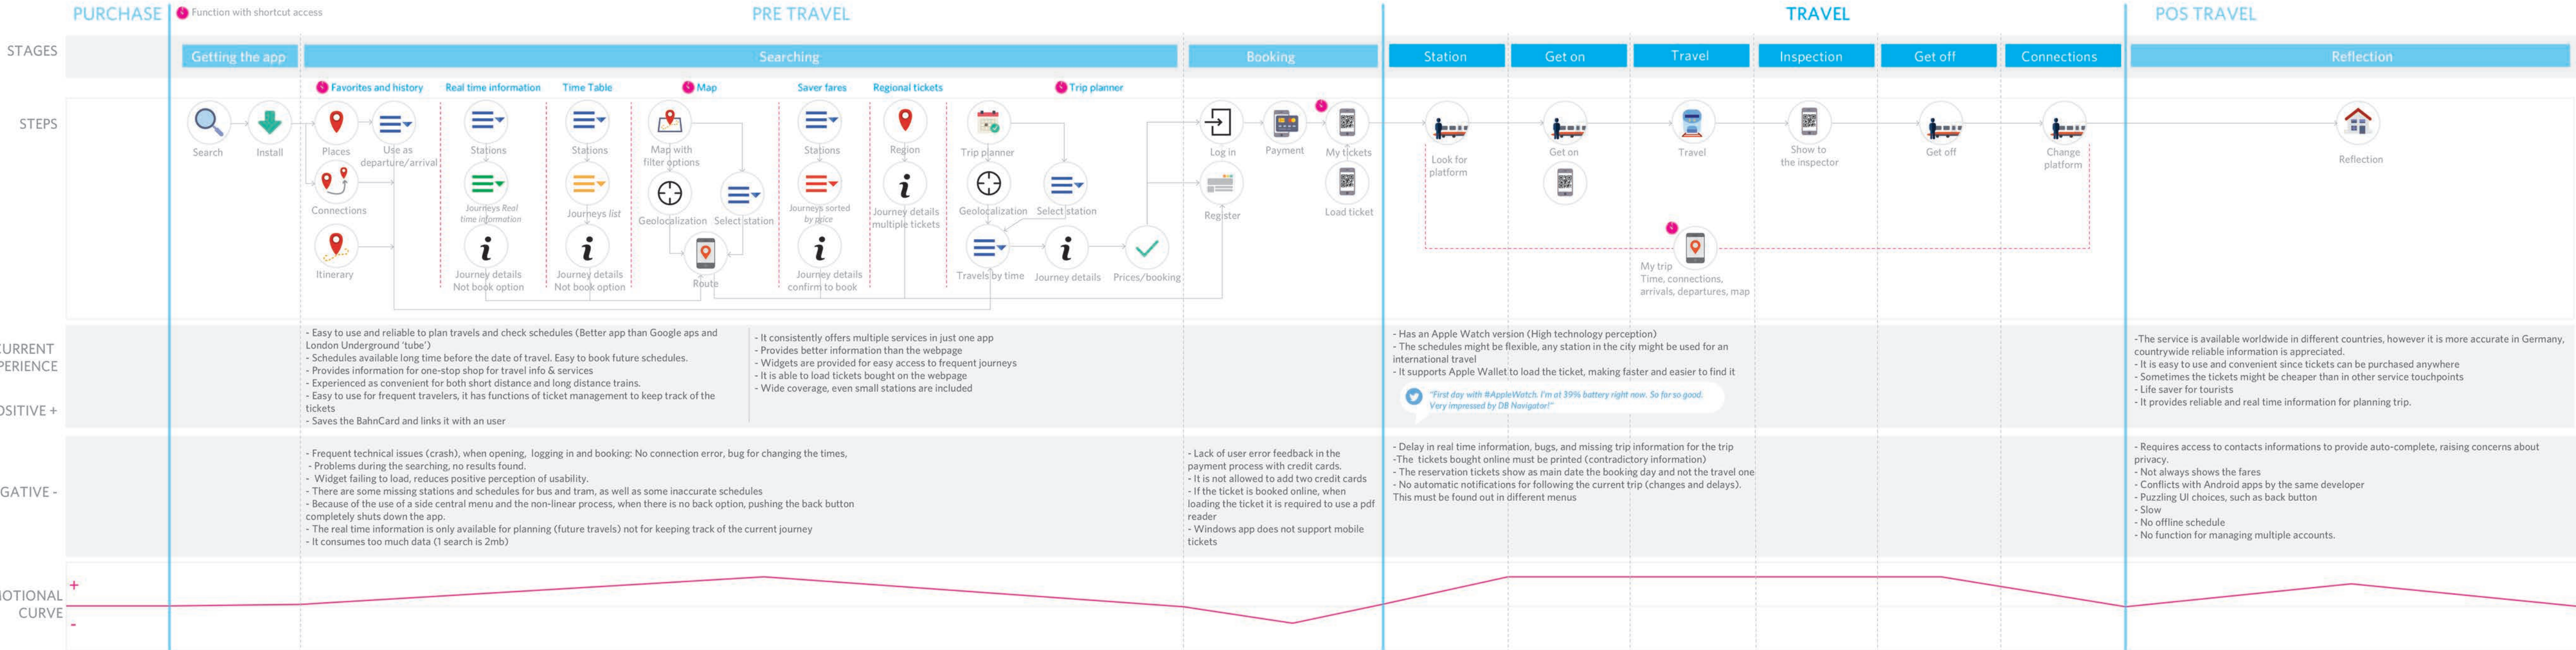 PURCHASE
Function with shortcut access
PRE TRAVEL
TRAVEL
POS TRAVEL
STAGES
Getting the app
Searching
Booking
Station
Get on
Travel
Inspection
Get off
Connections
Reflection
Favorites and history
Real time information
Time Table
Map
Saver fares
Regional tickets
Trip planner
STEPS
Search
Install
Places
Use as
departure/arrival
Connections
Itinerary
Stations
Journeys Real
time information
Journey details
Not book option
Stations
Journeys list
Journey details
Not book option
Map with
filter options
Geolocalization
Select station
Route
Stations
Journeys sorted
by price
Journey details
confirm to book
Region
Journey details
multiple tickets
Trip planner
Geolocalization
Select station
Travels by time
Journey details
Prices/booking
Log in
Register
Payment
My tickets
Load ticket
Look for
platform
Get on
Travel
Show to
the inspector
Get off
Change
platform
My trip
Time, connections,
arrivals, departures, map
Reflection
CURRENT
PERIENCE
OSITIVE +
- Easy to use and reliable to plan travels and check schedules (Better app than Google aps and
London Underground 'tube')
- Schedules available long time before the date of travel. Easy to book future schedules.
- Provides information for one-stop shop for travel info & services
- Experienced as convenient for both short distance and long distance trains.
- Easy to use for frequent travelers, it has functions of ticket management to keep track of the
tickets
- Saves the BahnCard and links it with an user
- It consistently offers multiple services in just one app
- Provides better information than the webpage
- Widgets are provided for easy access to frequent journeys
- It is able to load tickets bought on the webpage
- Wide coverage, even small stations are included
- Has an Apple Watch version (High technology perception)
- The schedules might be flexible, any station in the city might be used for an
international travel
- It supports Apple Wallet to load the ticket, making faster and easier to find it
"First day with #AppleWatch. I'm at 39% battery right now. So far so good.
Very impressed by DB Navigator!"
-The service is available worldwide in different countries, however it is more accurate in Germany,
countrywide reliable information is appreciated.
- It is easy to use and convenient since tickets can be purchased anywhere
- Sometimes the tickets might be cheaper than in other service touchpoints
- Life saver for tourists
- It provides reliable and real time information for planning trip.
GATIVE -
- Frequent technical issues (crash), when opening, logging in and booking: No connection error, bug for changing the times,
- Problems during the searching, no results found.
- Widget failing to load, reduces positive perception of usability.
- There are some missing stations and schedules for bus and tram, as well as some inaccurate schedules
- Because of the use of a side central menu and the non-linear process, when there is no back option, pushing the back button
completely shuts down the app.
- The real time information is only available for planning (future travels) not for keeping track of the current journey
- It consumes too much data (1 search is 2mb)
- Lack of user error feedback in the
payment process with credit cards.
- It is not allowed to add two credit cards
- If the ticket is booked online, when
loading the ticket it is required to use a pdf
reader
- Windows app does not support mobile
tickets
- Delay in real time information, bugs, and missing trip information for the trip
-The tickets bought online must be printed (contradictory information)
- The reservation tickets show as main date the booking day and not the travel one
- No automatic notifications for following the current trip (changes and delays).
This must be found out in different menus
- Requires access to contacts informations to provide auto-complete, raising concerns about
privacy.
- Not always shows the fares
- Conflicts with Android apps by the same developer
- Puzzling UI choices, such as back button
- Slow
- No offline schedule
- No function for managing multiple accounts.
+
OTIONAL
CURVE
-